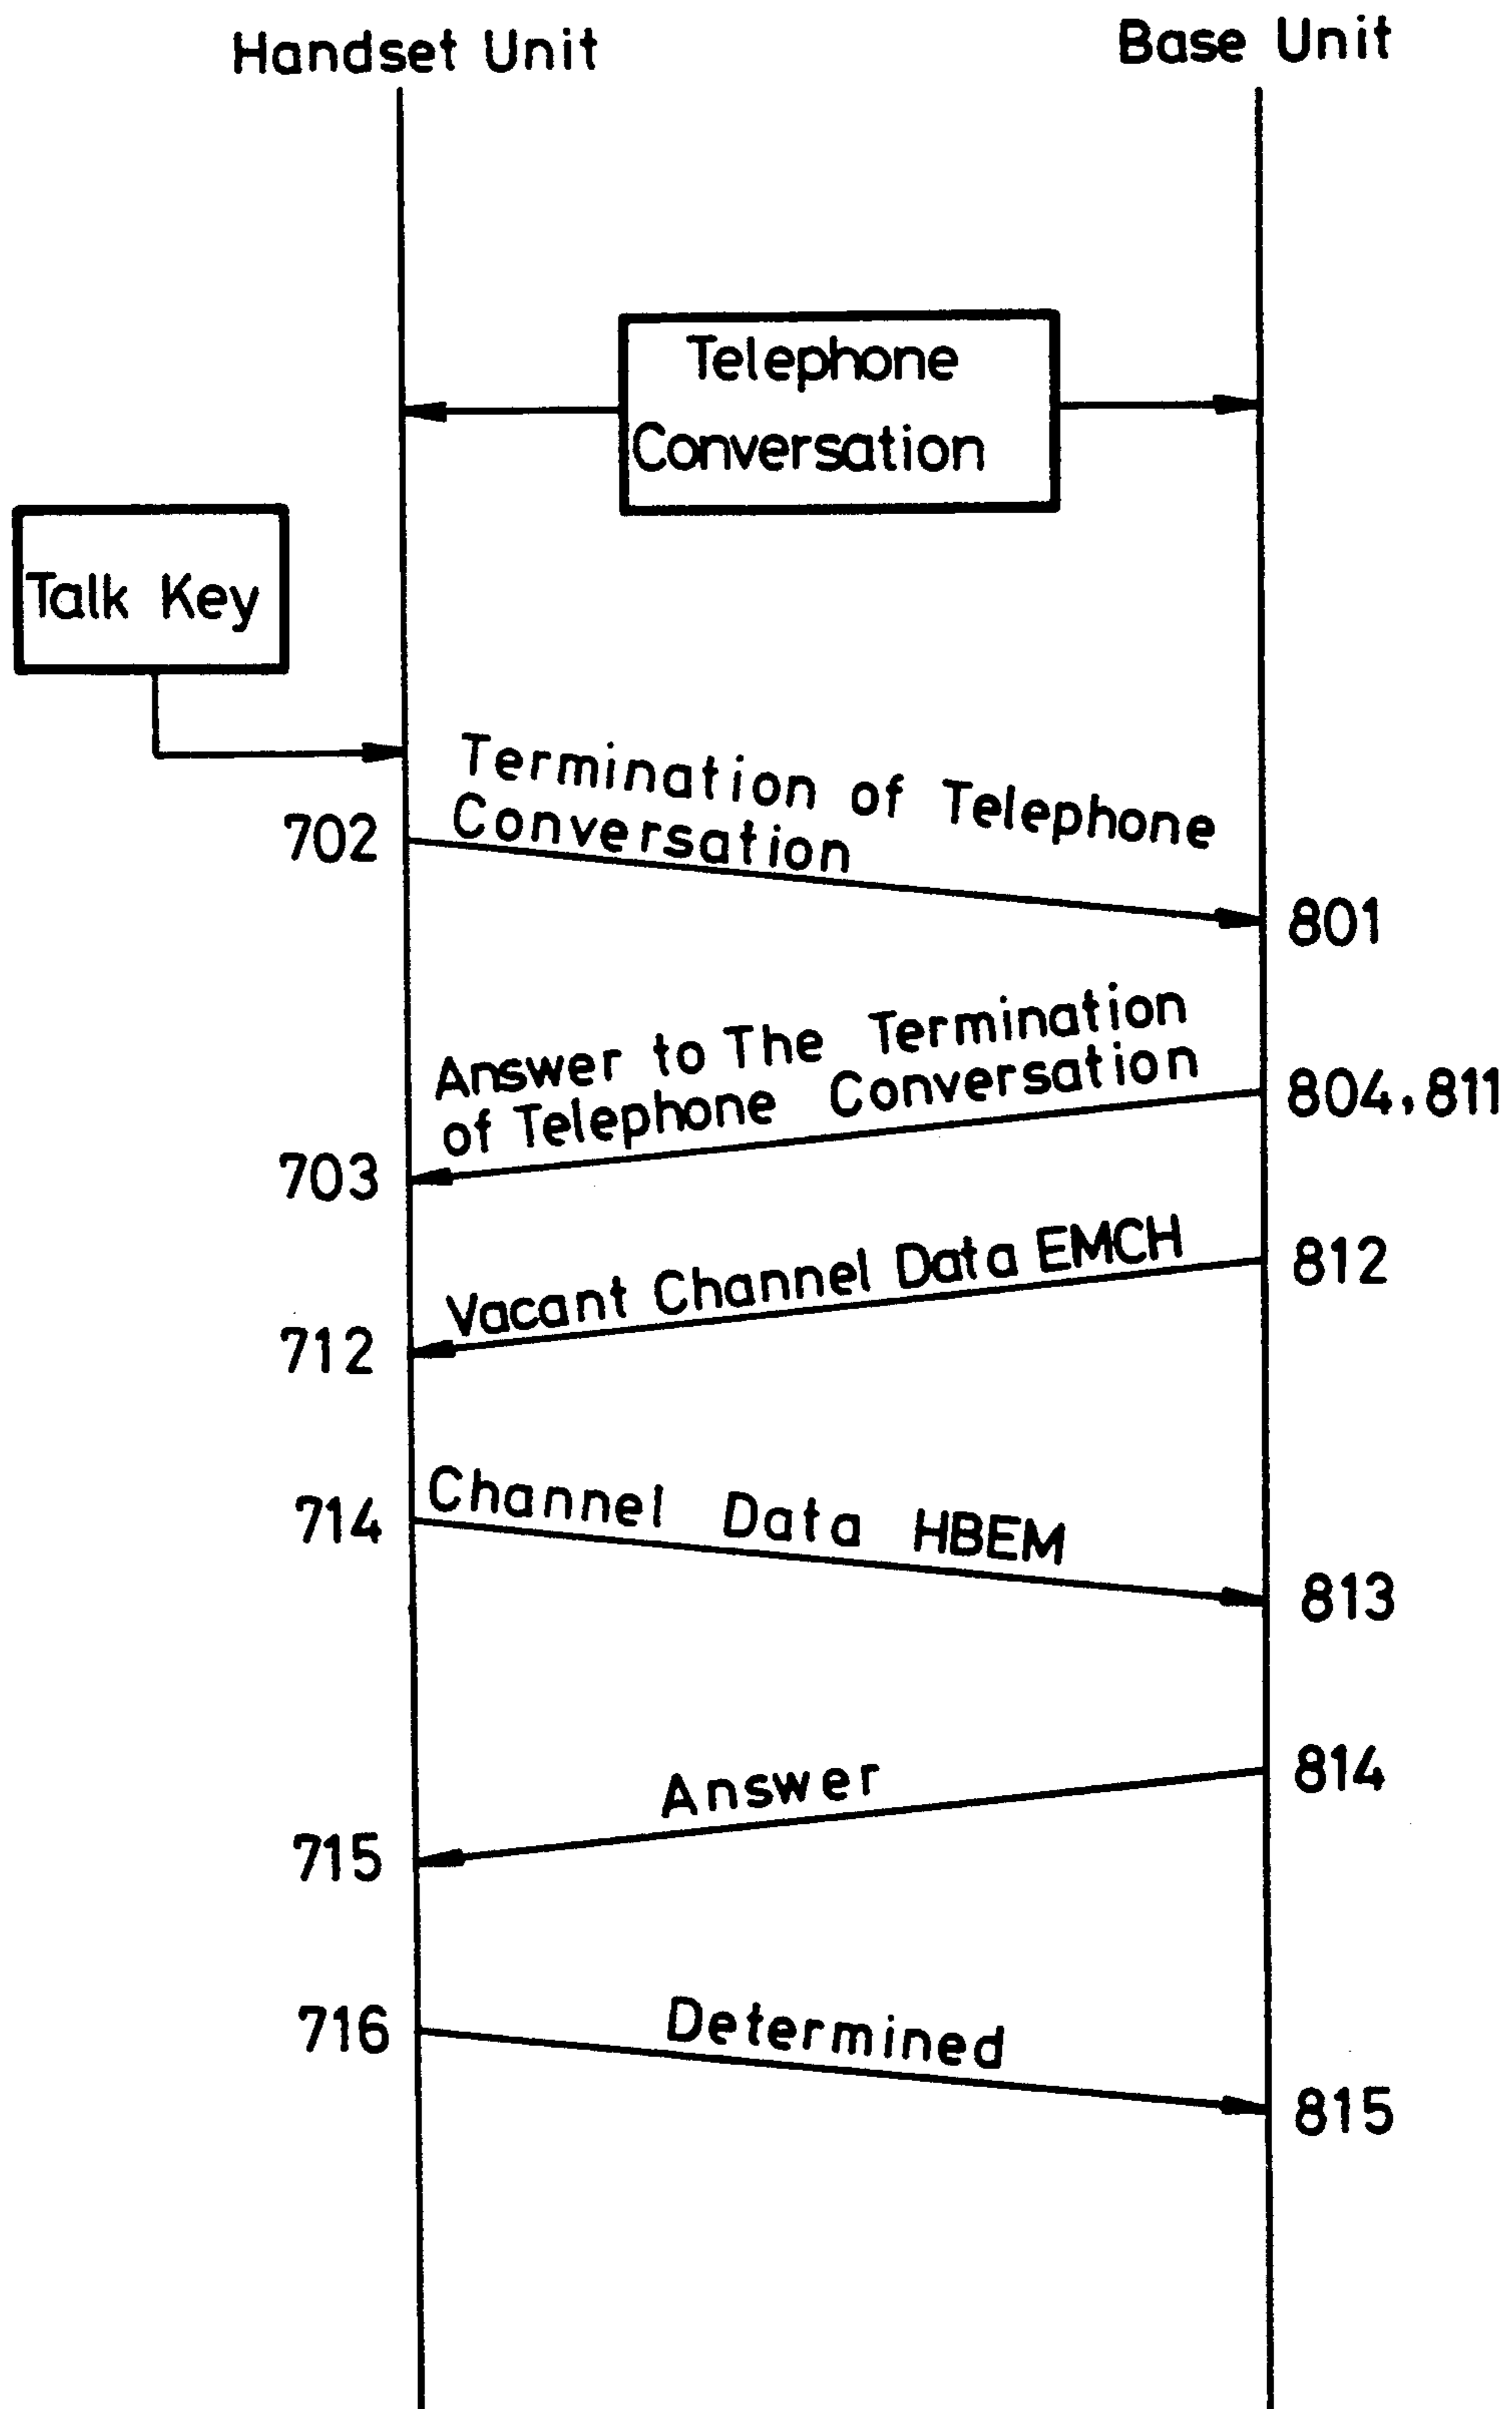 Handset Unit
Base Unit
Telephone
Conversation
Talk Key
Termination of Telephone
Conversation
702
801
Answer to The Termination
of Telephone Conversation
804,811
703
Vacant Channel Data EMCH
812
712
Channel Data HBEM
714
813
Answer
814
715
Determined
716
815